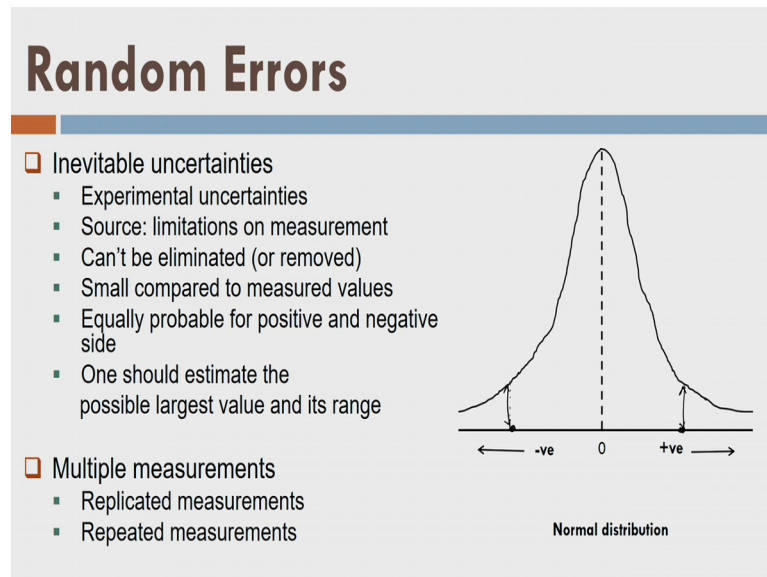 Random Errors
Inevitable uncertainties
Experimental uncertainties
Source: limitations on measurement
Can't be eliminated (or removed)
Small compared to measured values
Equally probable for positive and negative
side
One should estimate the
possible largest value and its range
Multiple measurements
Replicated measurements
Repeated measurements
-ve 0 +ve
Normal distribution